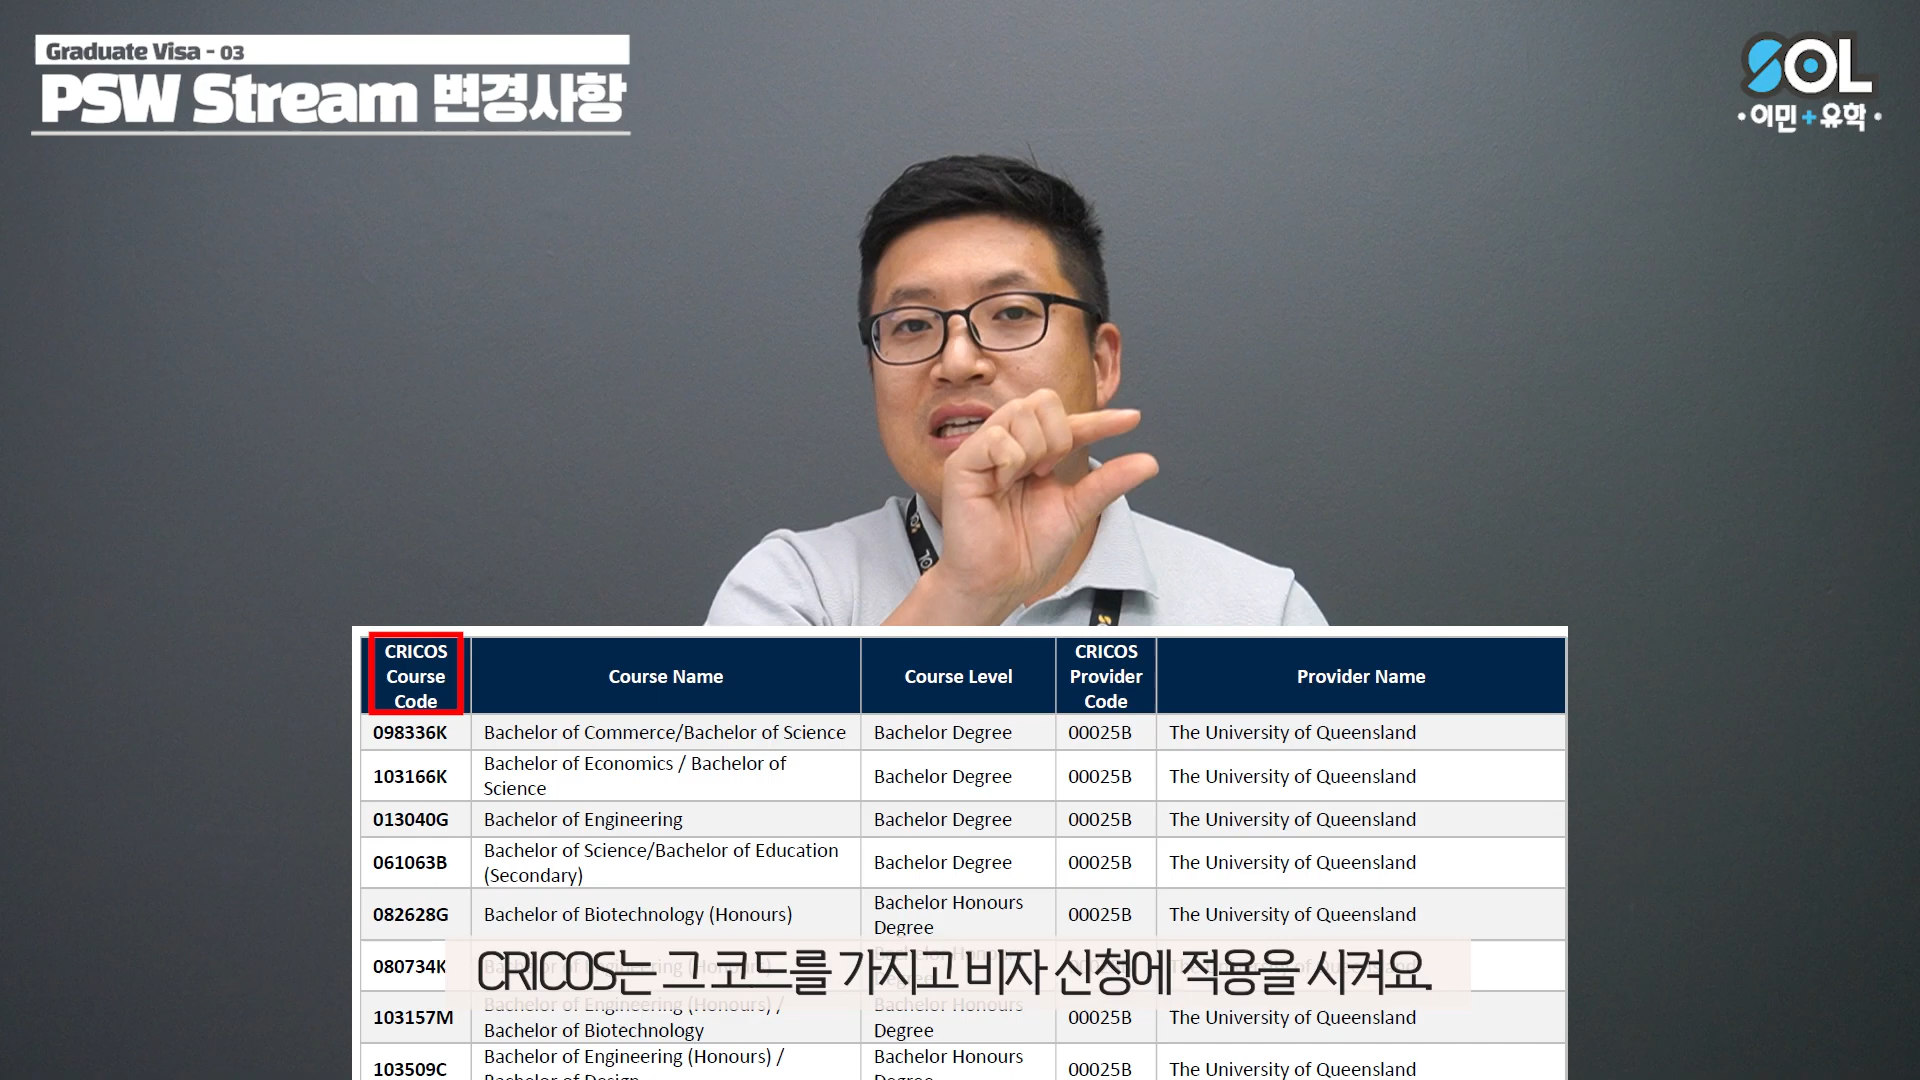 Graduate Visa - 03
PSW Stream 변경사항
SOL
·이민+유학·
CRICOS Course Code
Course Name
Course Level
CRICOS Provider Code
Provider Name
098336K Bachelor of Commerce/Bachelor of Science Bachelor Degree 00025B The University of Queensland
103166K Bachelor of Economics / Bachelor of Science Bachelor Degree 00025B The University of Queensland
013040G Bachelor of Engineering Bachelor Degree 00025B The University of Queensland
061063B Bachelor of Science/Bachelor of Education (Secondary) Bachelor Degree 00025B The University of Queensland
082628G Bachelor of Biotechnology (Honours) Bachelor Honours Degree 00025B The University of Queensland
080734K
CRICOS는 그 코드를 가지고 비자 신청에 적용을 시켜요.
103157M Bachelor of Engineering (Honours) / Bachelor of Biotechnology Bachelor Honours Degree 00025B The University of Queensland
103509C Bachelor of Engineering (Honours) / Bachelor Honours 00025B The University of Queensland